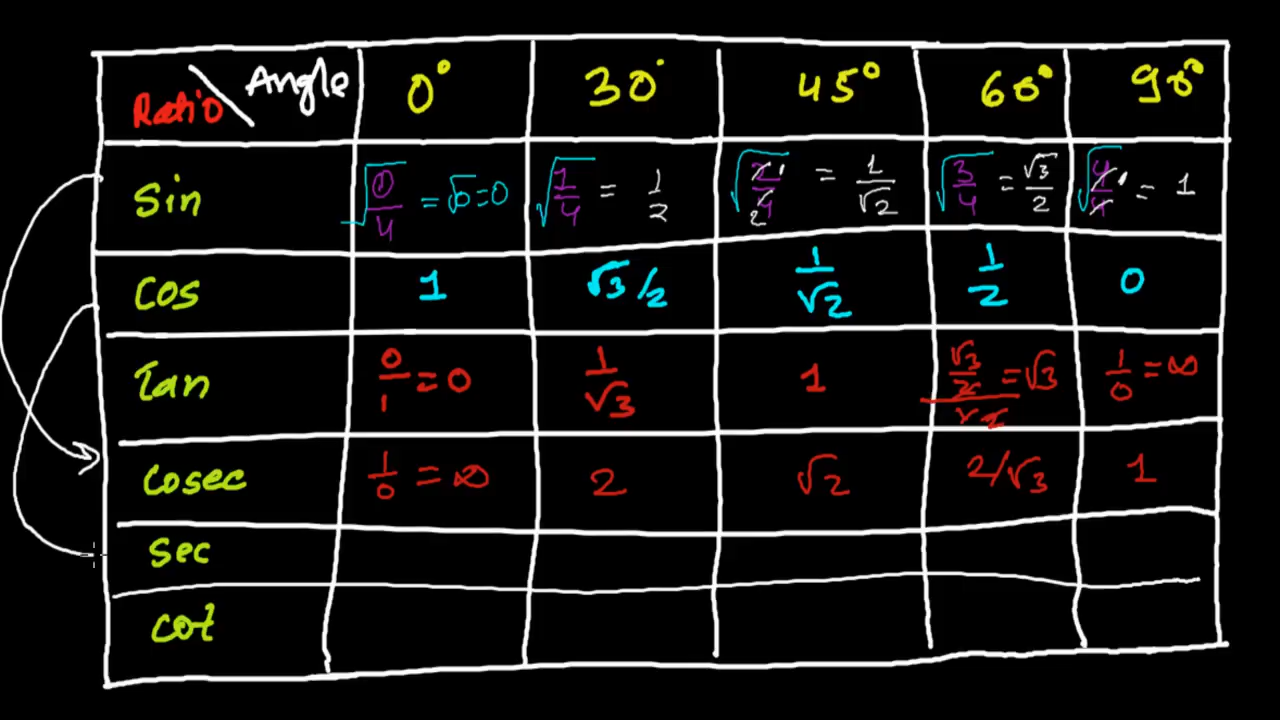 Ratio \ Angle 0° 30° 45° 60° 90°
Sin √(0/4) = √0 = 0 √(1/4) = 1/2 √(2/4) = 1/√2 √(3/4) = √3/2 √(4/4) = 1
Cos 1 √3/2 1/√2 1/2 0
Tan 0/1 = 0 1/√3 1 √3/2 = √3 1/0 = ∞
Cosec 1/0 = ∞ 2 √2 2/√3 1
Sec
Cot